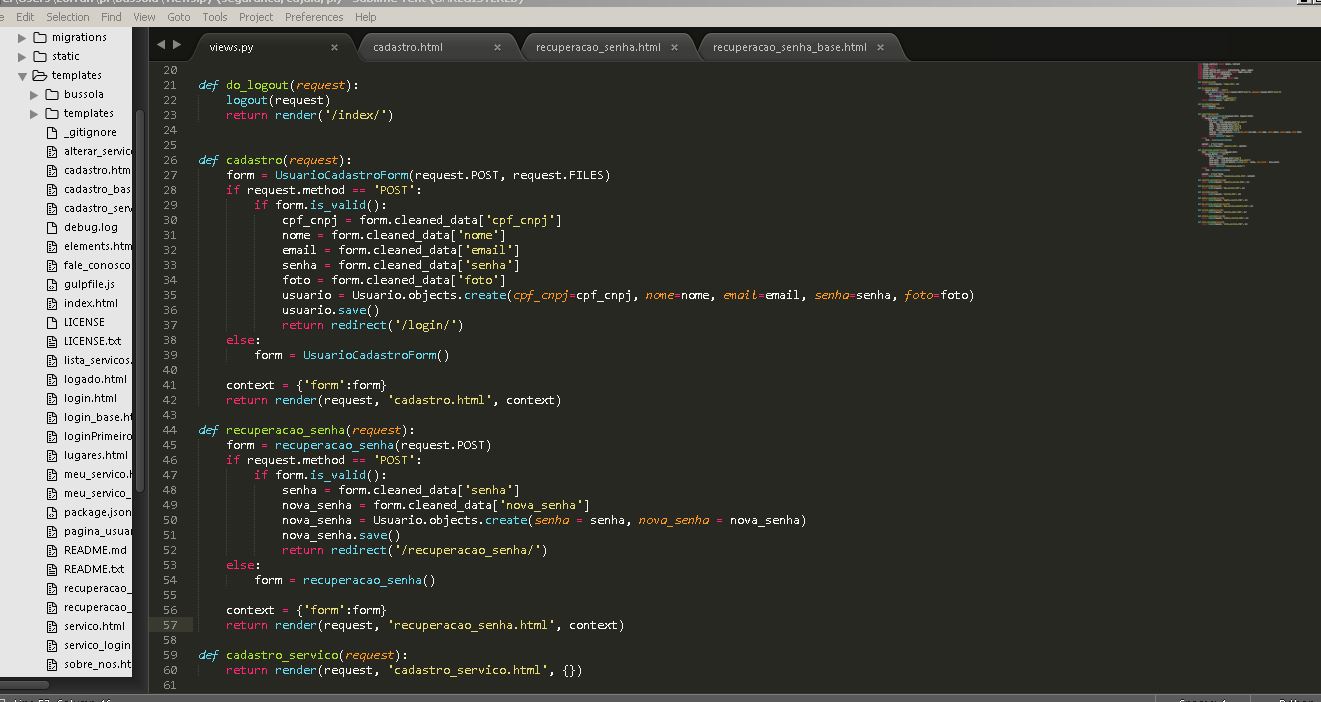 Edit Selection Find View Goto Tools Project Preferences Help
migrations
static
templates
bussola
templates
_gitignore
alterar_servic
cadastro.htm
cadastro_bas
cadastro_serv
debug.log
elements.htm
fale_conosco
gulpfile.js
index.html
LICENSE
LICENSE.txt
lista_servicos.
logado.html
login.html
login_base.ht
loginPrimeiro
lugares.html
meu_servico.h
meu_servico_
package.json
pagina_usuar
README.md
README.txt
recuperacao_
recuperacao_
servico.html
servico_login
sobre_nos.ht
views.py × cadastro.html × recuperacao_senha.html × recuperacao_senha_base.html ×
20
21 def do_logout(request):
22 logout(request)
23 return render('/index/')
24
25
26 def cadastro(request):
27 form = UsuarioCadastroForm(request.POST, request.FILES)
28 if request.method == 'POST':
29 if form.is_valid():
30 cpf_cnpj = form.cleaned_data['cpf_cnpj']
31 nome = form.cleaned_data['nome']
32 email = form.cleaned_data['email']
33 senha = form.cleaned_data['senha']
34 foto = form.cleaned_data['foto']
35 usuario = Usuario.objects.create(cpf_cnpj=cpf_cnpj, nome=nome, email=email, senha=senha, foto=foto)
36 usuario.save()
37 return redirect('/login/')
38 else:
39 form = UsuarioCadastroForm()
40
41 context = {'form':form}
42 return render(request, 'cadastro.html', context)
43
44 def recuperacao_senha(request):
45 form = recuperacao_senha(request.POST)
46 if request.method == 'POST':
47 if form.is_valid():
48 senha = form.cleaned_data['senha']
49 nova_senha = form.cleaned_data['nova_senha']
50 nova_senha = Usuario.objects.create(senha = senha, nova_senha = nova_senha)
51 nova_senha.save()
52 return redirect('/recuperacao_senha/')
53 else:
54 form = recuperacao_senha()
55
56 context = {'form':form}
57 return render(request, 'recuperacao_senha.html', context)
58
59 def cadastro_servico(request):
60 return render(request, 'cadastro_servico.html', {})
61